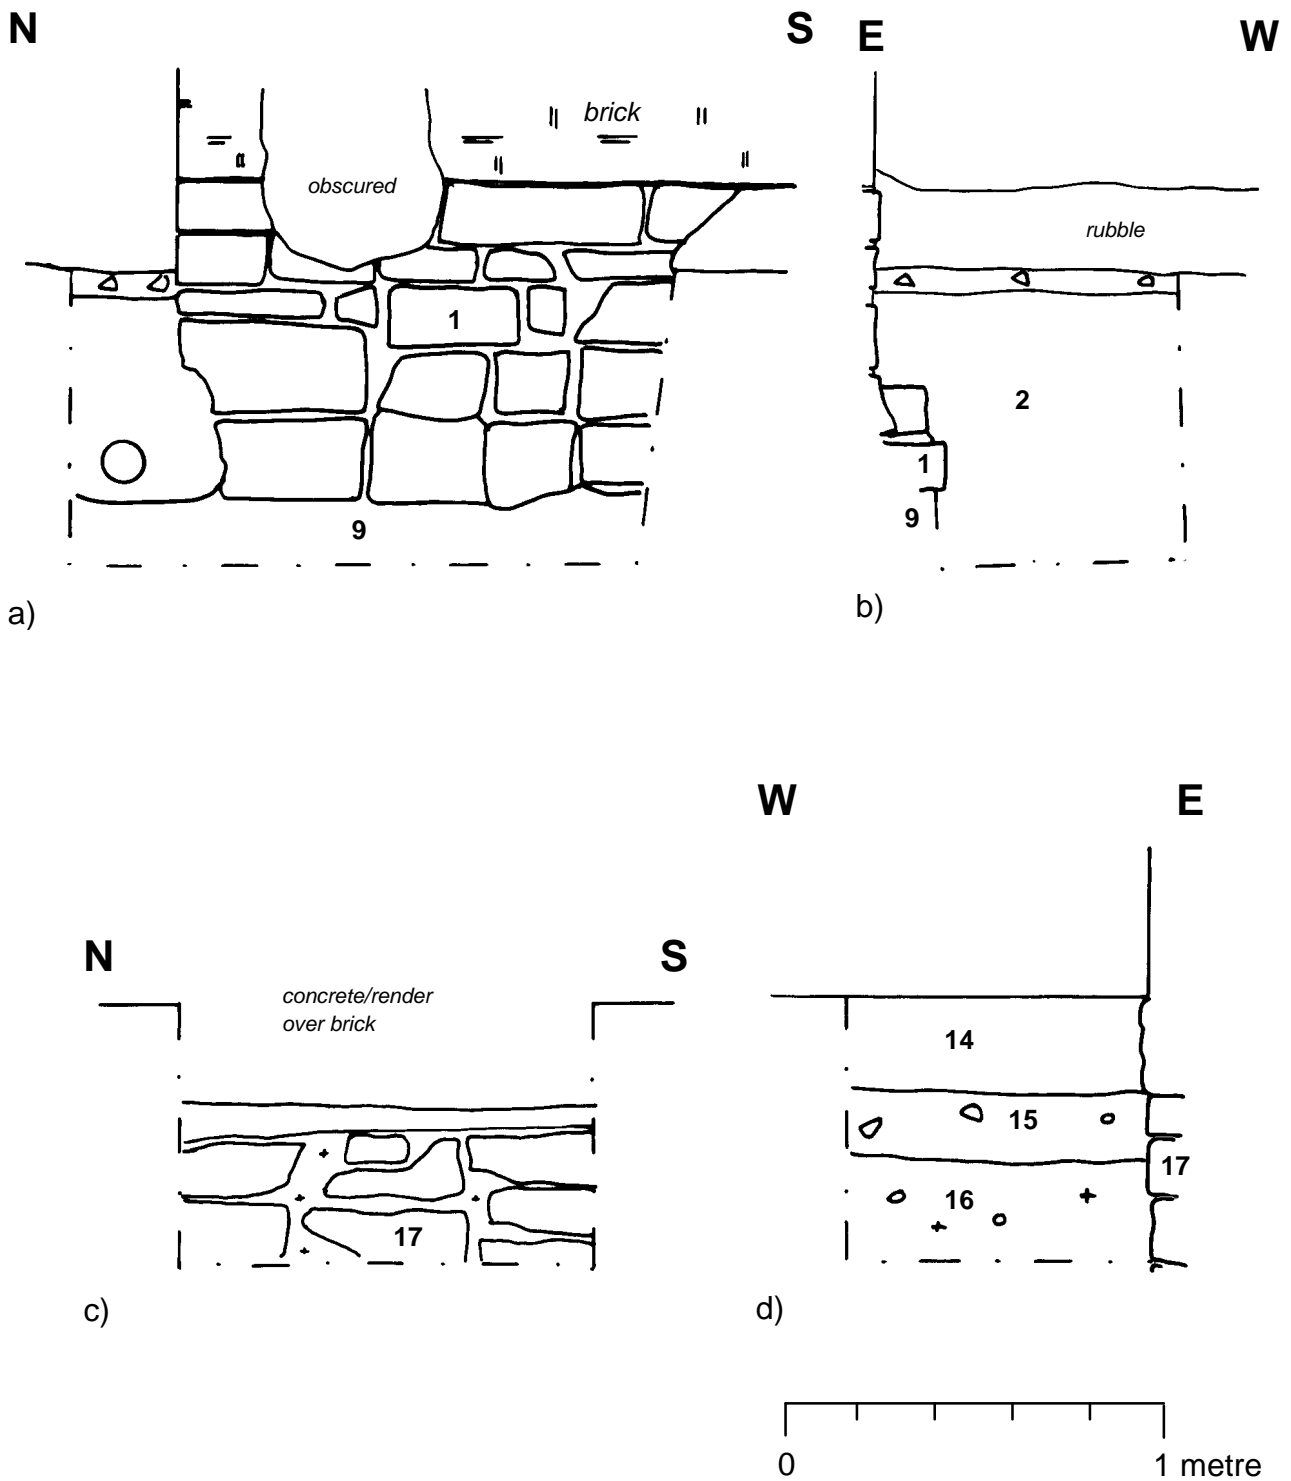 N S E W
brick
obscured
rubble
1
2
1
9
9
a)
b)
W E
N S
concrete/render
over brick
14
15
17
16
17
c)
d)
0 1 metre